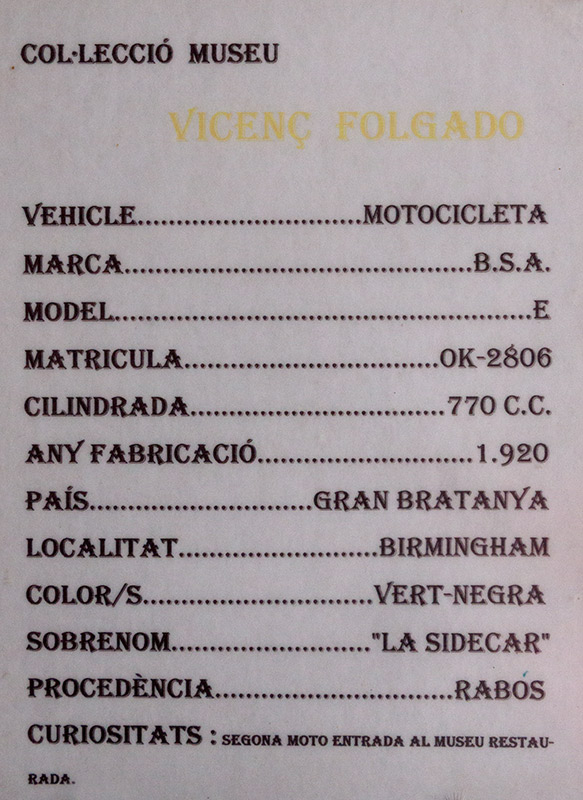 COL·LECCIÓ MUSEU
VICENÇ FOLGADO
VEHICLE............................MOTOCICLETA
MARCA...........................................B.S.A.
MODEL....................................................E
MATRICULA...............................OK-2806
CILINDRADA...............................770 C.C.
ANY FABRICACIÓ..........................1.920
PAÍS...........................GRAN BRATANYA
LOCALITAT........................BIRMINGHAM
COLOR/S............................VERT-NEGRA
SOBRENOM........................"LA SIDECAR"
PROCEDÈNCIA.............................RABÓS
CURIOSITATS : SEGONA MOTO ENTRADA AL MUSEU RESTAU-
RADA.